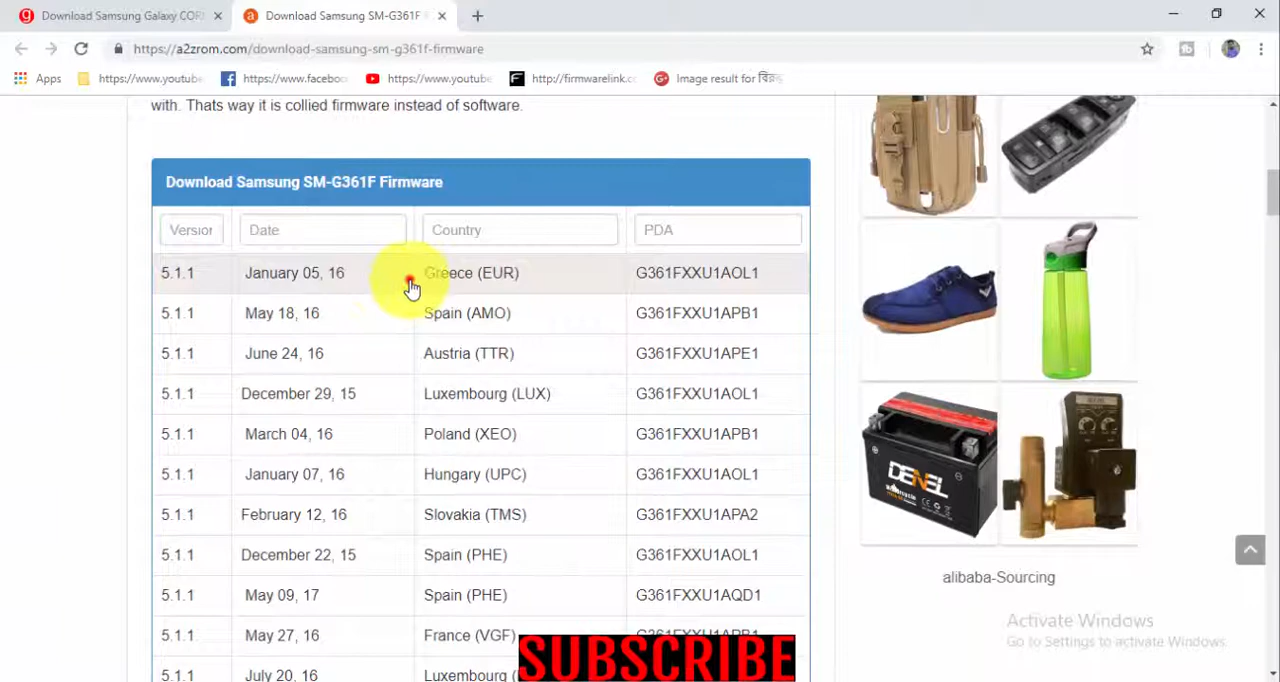 Download Samsung Galaxy COR
Download Samsung SM-G361F F
https://a2zrom.com/download-samsung-sm-g361f-firmware
Apps
https://www.youtube
https://www.faceboo
https://www.youtube
http://firmwarelink.c
Image result for বিক
with. Thats way it is collied firmware instead of software.
Download Samsung SM-G361F Firmware
Version Date Country PDA
5.1.1 January 05, 16 Greece (EUR) G361FXXU1AOL1
5.1.1 May 18, 16 Spain (AMO) G361FXXU1APB1
5.1.1 June 24, 16 Austria (TTR) G361FXXU1APE1
5.1.1 December 29, 15 Luxembourg (LUX) G361FXXU1AOL1
5.1.1 March 04, 16 Poland (XEO) G361FXXU1APB1
5.1.1 January 07, 16 Hungary (UPC) G361FXXU1AOL1
5.1.1 February 12, 16 Slovakia (TMS) G361FXXU1APA2
5.1.1 December 22, 15 Spain (PHE) G361FXXU1AOL1
5.1.1 May 09, 17 Spain (PHE) G361FXXU1AQD1
5.1.1 May 27, 16 France (VGF) G361FXXU1APB1
5.1.1 July 20, 16 Luxembourg
SUBSCRIBE
DENEL
alibaba-Sourcing
Activate Windows
Go to Settings to activate Windows.